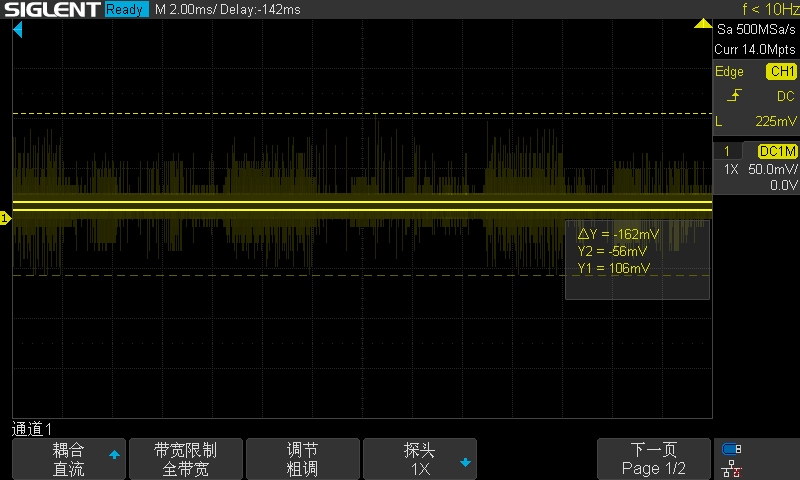 SIGLENT Ready M 2.00ms/ Delay:-142ms f < 10Hz
Sa 500MSa/s
Curr 14.0Mpts
Edge CH1
DC
L 225mV
1 DC1M
1X 50.0mV/
0.0V
1
ΔY = -162mV
Y2 = -56mV
Y1 = 106mV
通道1
耦合 带宽限制 调节 探头 下一页
直流 全带宽 粗调 1X Page 1/2